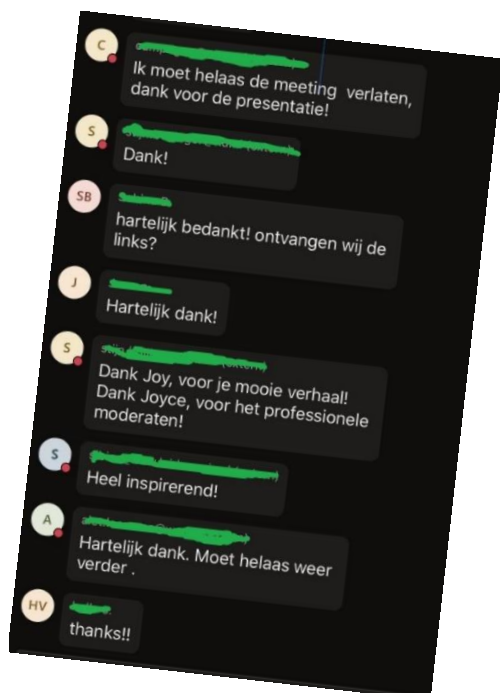 C
Ik moet helaas de meeting verlaten,
dank voor de presentatie!
S
Dank!
SB
hartelijk bedankt! ontvangen wij de
links?
J
Hartelijk dank!
S
Dank Joy, voor je mooie verhaal!
Dank Joyce, voor het professionele
moderaten!
S
Heel inspirerend!
A
Hartelijk dank. Moet helaas weer
verder .
HV
thanks!!